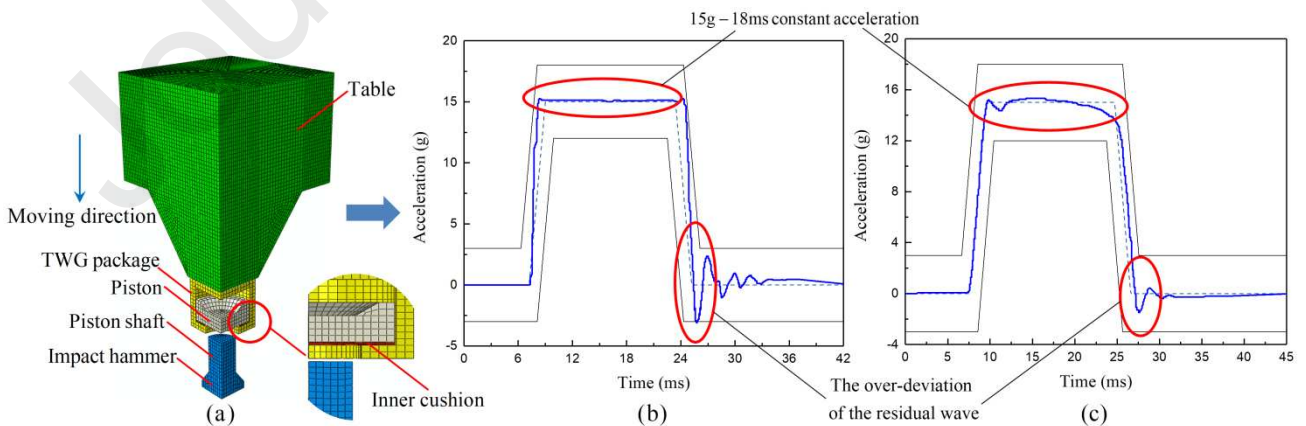 Jou
15g – 18ms constant acceleration
Table
Moving direction
TWG package
Piston
Piston shaft
Impact hammer
Inner cushion
(a)
20
15
10
5
0
-5
Acceleration (g)
0 6 12 18 24 30 36 42
Time (ms)
(b)
The over-deviation
of the residual wave
20
16
12
8
4
0
-4
Acceleration (g)
0 5 10 15 20 25 30 35 40 45
Time (ms)
(c)